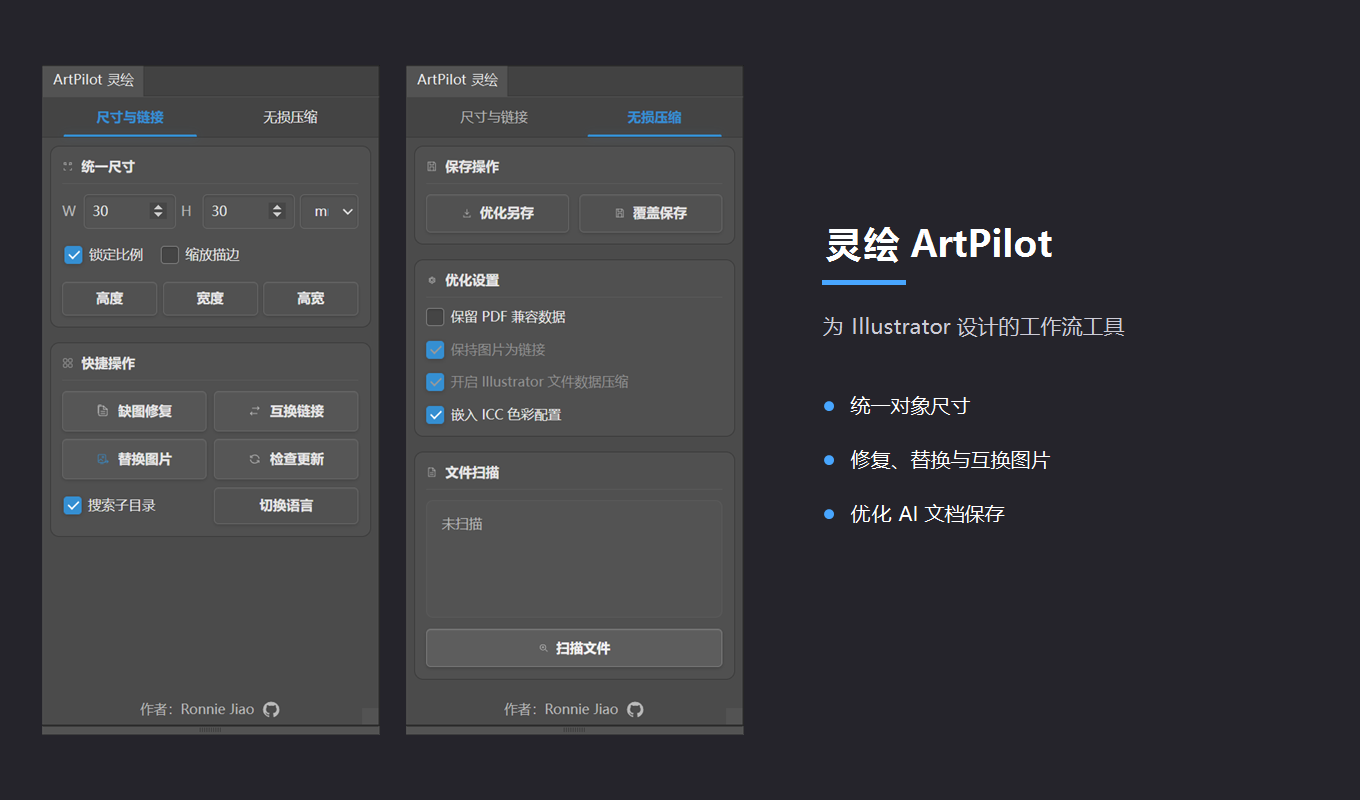 ArtPilot 灵绘
尺寸与链接 无损压缩
统一尺寸
W 30 H 30 m
锁定比例 缩放描边
高度 宽度 高宽
快捷操作
缺图修复 互换链接
替换图片 检查更新
搜索子目录 切换语言
作者：Ronnie Jiao
ArtPilot 灵绘
尺寸与链接 无损压缩
保存操作
优化另存 覆盖保存
优化设置
保留 PDF 兼容数据
保持图片为链接
开启 Illustrator 文件数据压缩
嵌入 ICC 色彩配置
文件扫描
未扫描
扫描文件
作者：Ronnie Jiao
灵绘 ArtPilot
为 Illustrator 设计的工作流工具
统一对象尺寸
修复、替换与互换图片
优化 AI 文档保存